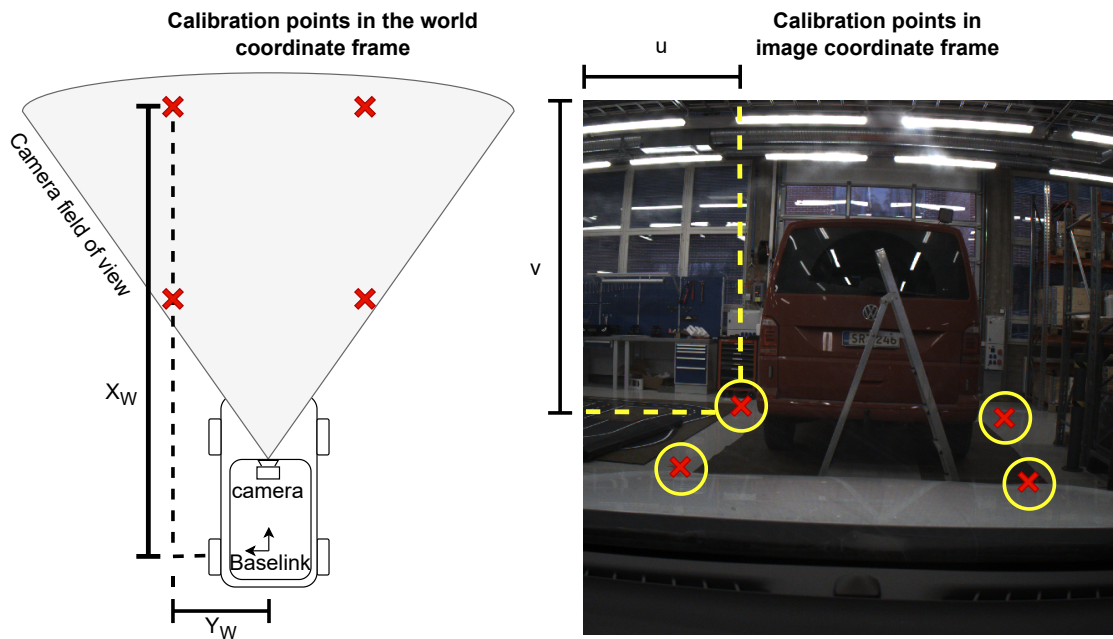 Calibration points in the world
coordinate frame
Calibration points in
image coordinate frame
u
v
Camera field of view
X_W
camera
Baselink
Y_W